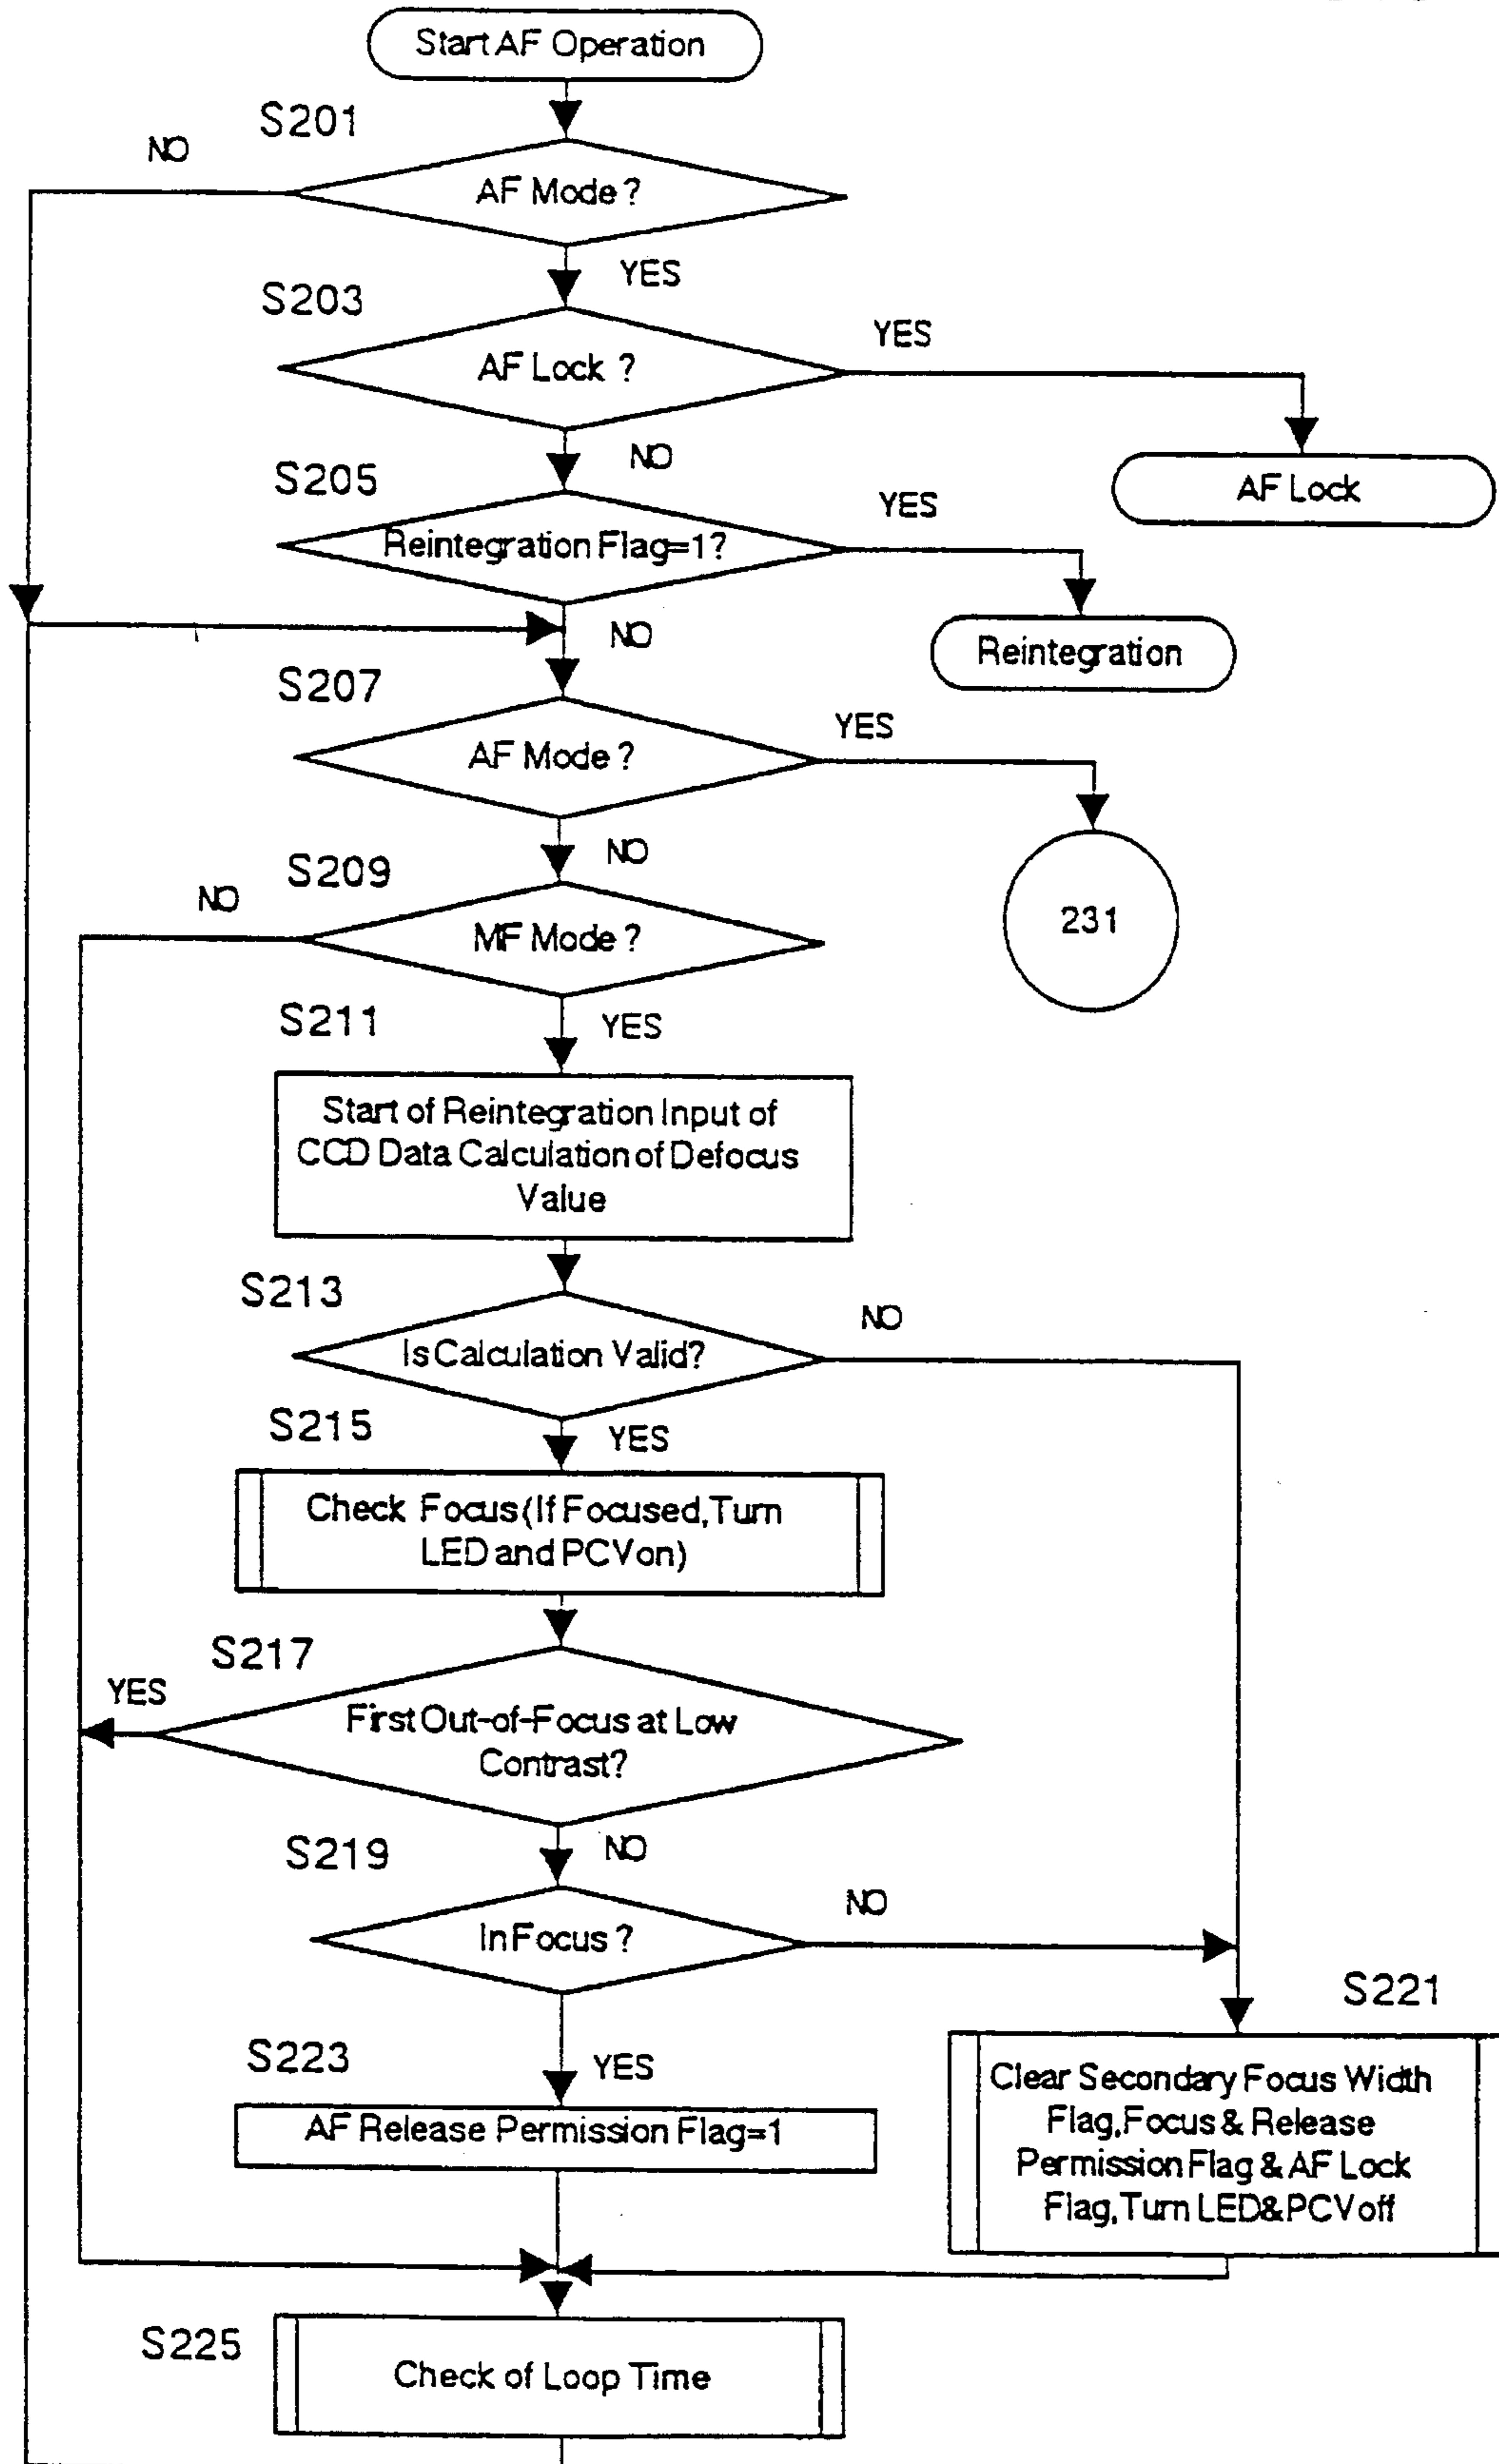 Start AF Operation
S201
NO
AF Mode ?
YES
S203
YES
AF Lock ?
NO
AF Lock
S205
YES
Reintegration Flag=1?
NO
Reintegration
S207
YES
AF Mode ?
NO
231
S209
NO
MF Mode ?
S211
YES
Start of Reintegration Input of
CCD Data Calculation of Defocus
Value
S213
NO
Is Calculation Valid?
S215
YES
Check Focus(If Focused,Turn
LED and PCV on)
S217
YES
First Out-of-Focus at Low
Contrast?
NO
S219
NO
In Focus ?
S221
S223
YES
Clear Secondary Focus Width
Flag,Focus & Release
Permission Flag & AF Lock
Flag,Turn LED&PCV off
AF Release Permission Flag=1
S225
Check of Loop Time